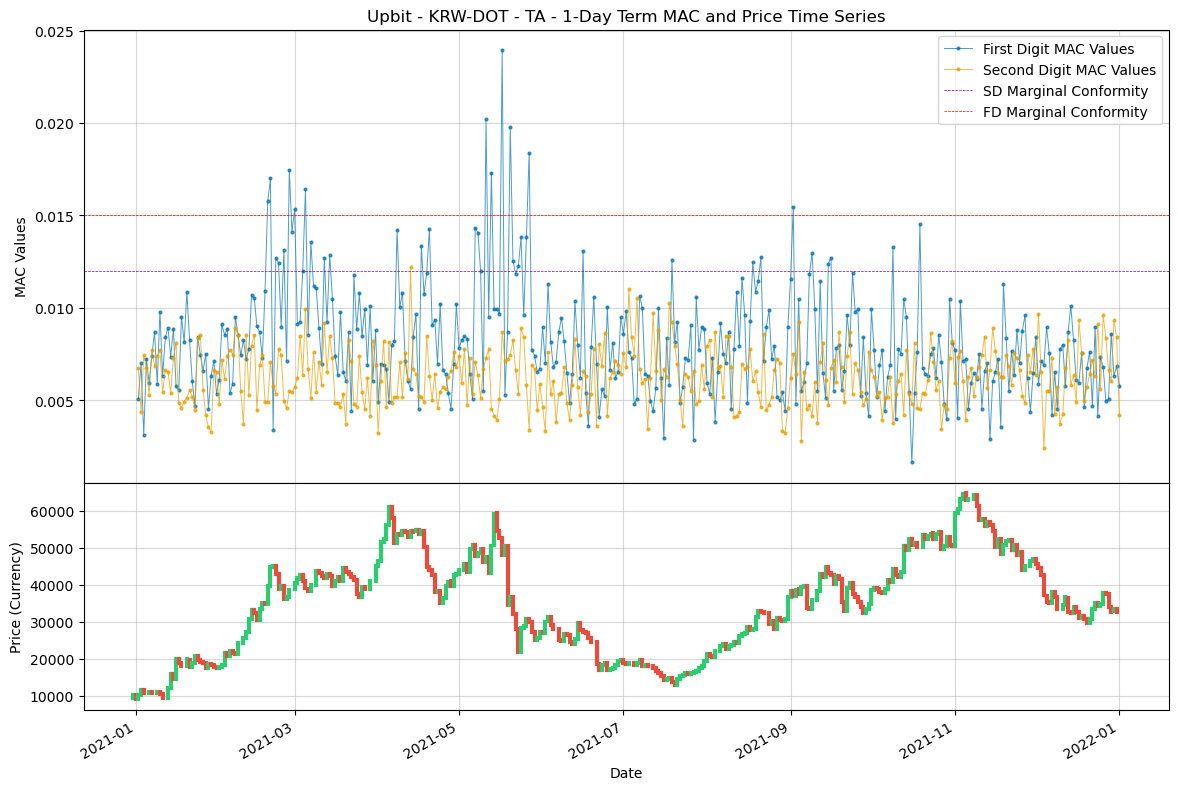 Upbit - KRW-DOT - TA - 1-Day Term MAC and Price Time Series
First Digit MAC Values
Second Digit MAC Values
SD Marginal Conformity
FD Marginal Conformity
MAC Values
0.025
0.020
0.015
0.010
0.005
Price (Currency)
60000
50000
40000
30000
20000
10000
2021-01
2021-03
2021-05
2021-07
2021-09
2021-11
2022-01
Date